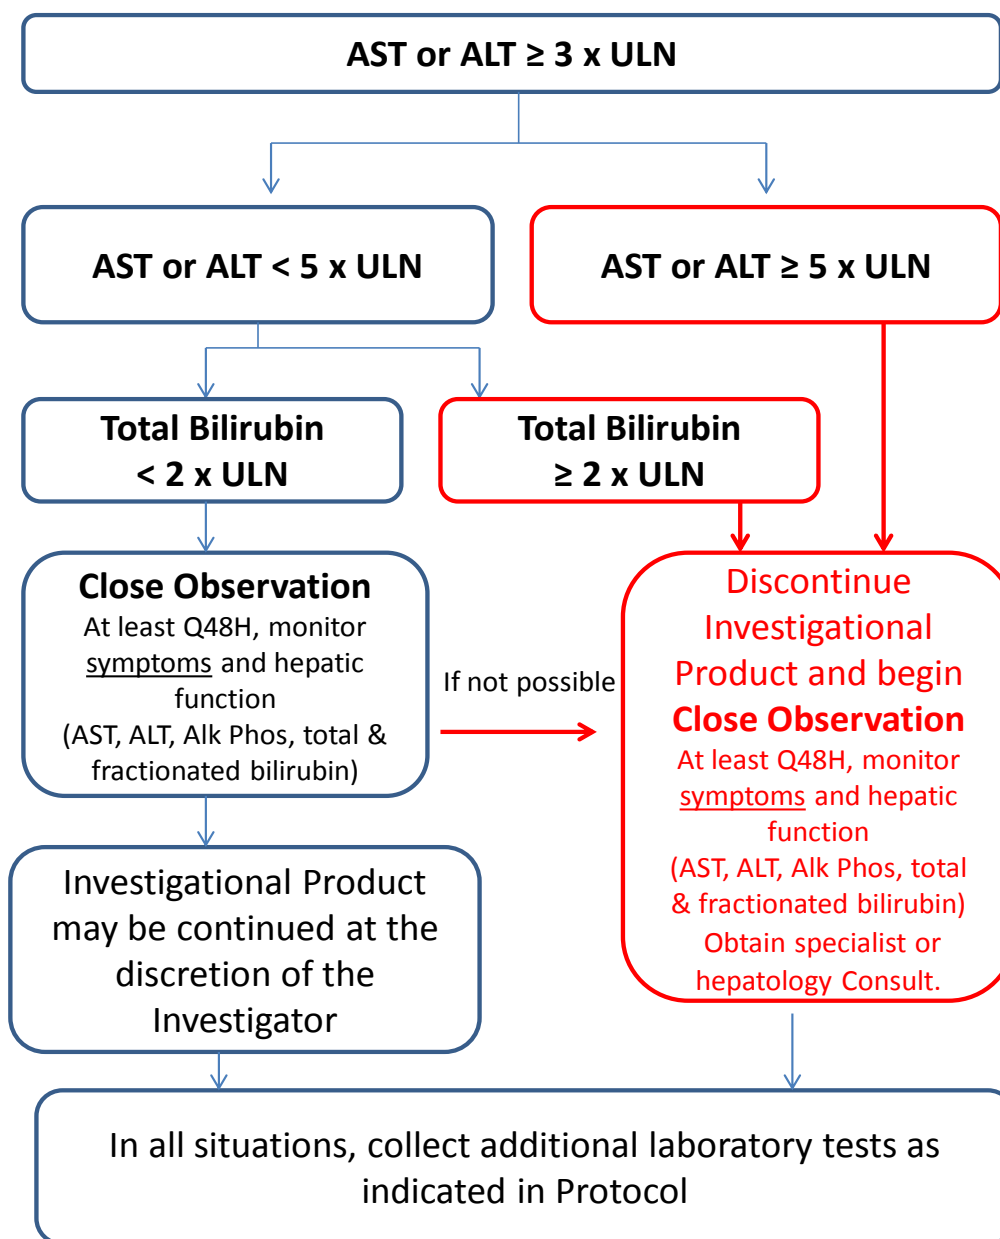 AST or ALT ≥ 3 x ULN
AST or ALT < 5 x ULN
AST or ALT ≥ 5 x ULN
Total Bilirubin
< 2 x ULN
Total Bilirubin
≥ 2 x ULN
Close Observation
At least Q48H, monitor
symptoms and hepatic
function
(AST, ALT, Alk Phos, total &
fractionated bilirubin)
If not possible
Discontinue
Investigational
Product and begin
Close Observation
At least Q48H, monitor
symptoms and hepatic
function
(AST, ALT, Alk Phos, total
& fractionated bilirubin)
Obtain specialist or
hepatology Consult.
Investigational Product
may be continued at the
discretion of the
Investigator
In all situations, collect additional laboratory tests as
indicated in Protocol